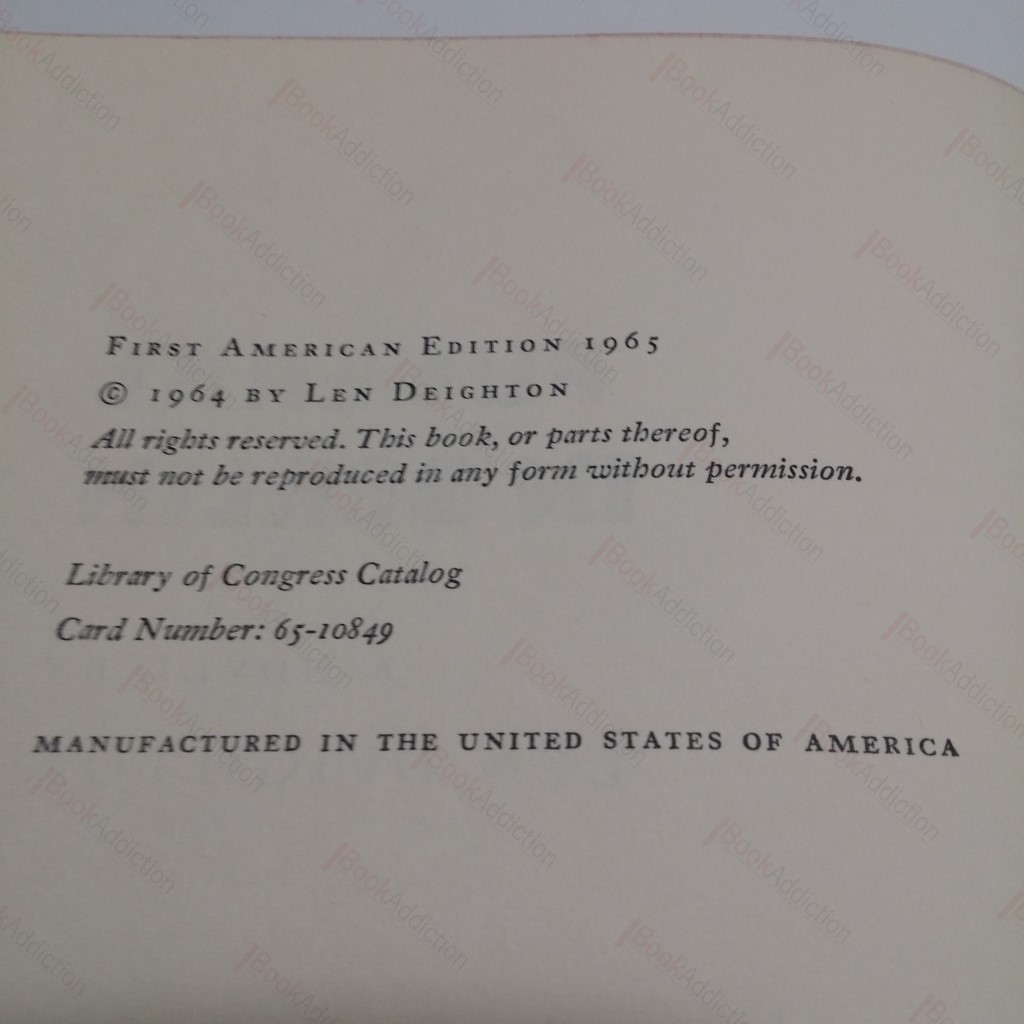 First American Edition 1965
© 1964 by Len Deighton
All rights reserved. This book, or parts thereof,
must not be reproduced in any form without permission.
Library of Congress Catalog
Card Number: 65-10849
MANUFACTURED IN THE UNITED STATES OF AMERICA
BookAddiction